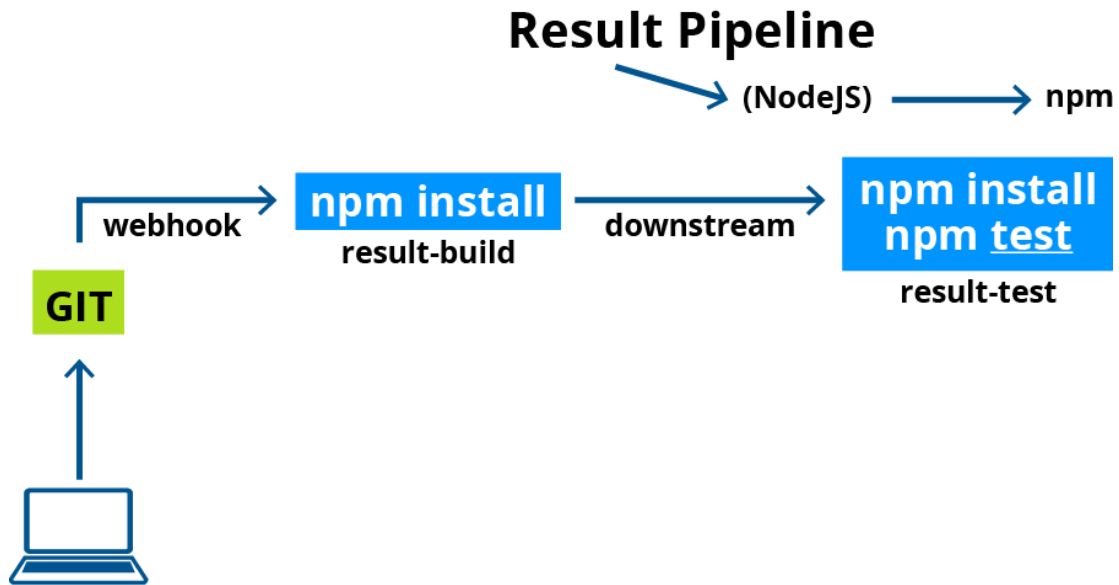 Result Pipeline
(NodeJS)
npm
webhook
npm install
result-build
downstream
npm install
npm test
result-test
GIT